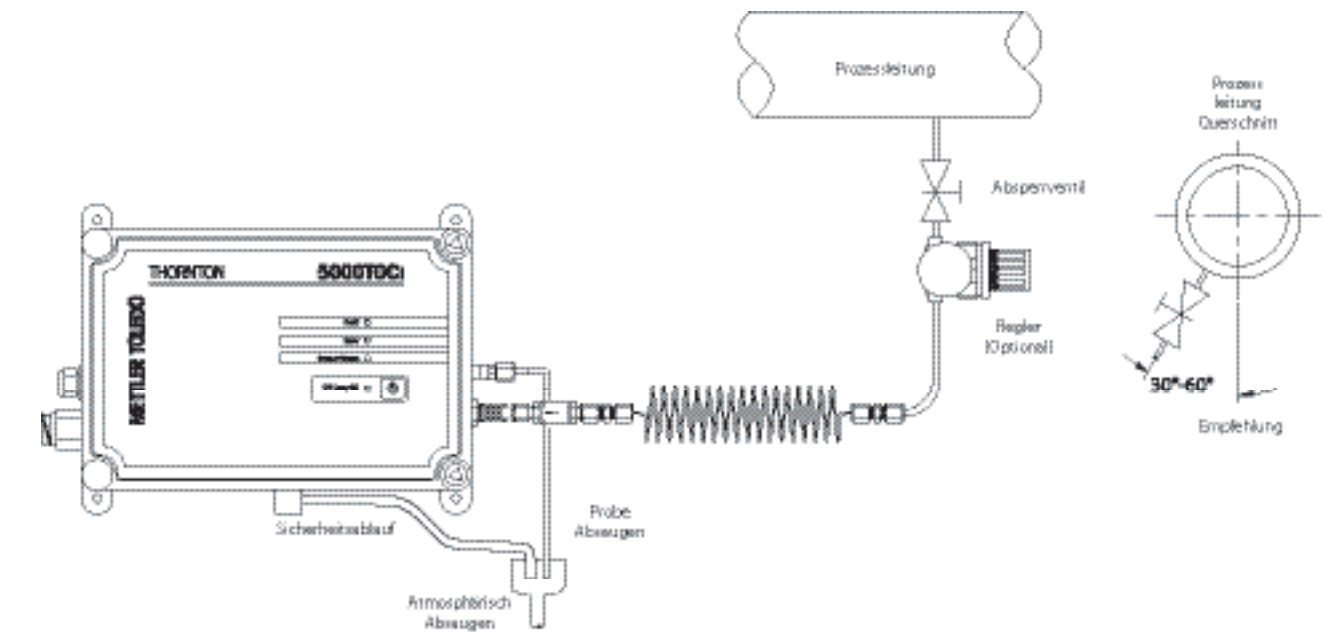 Prozessleitung
Prozess
leitung
Querschnitt
Absperrventil
THORNTON
5000TOCi
METTLER TOLEDO
Regler
(Optional)
30°-60°
Empfehlung
Probe
Absaugen
Sicherheitsablauf
Atmosphärisch
Absaugen